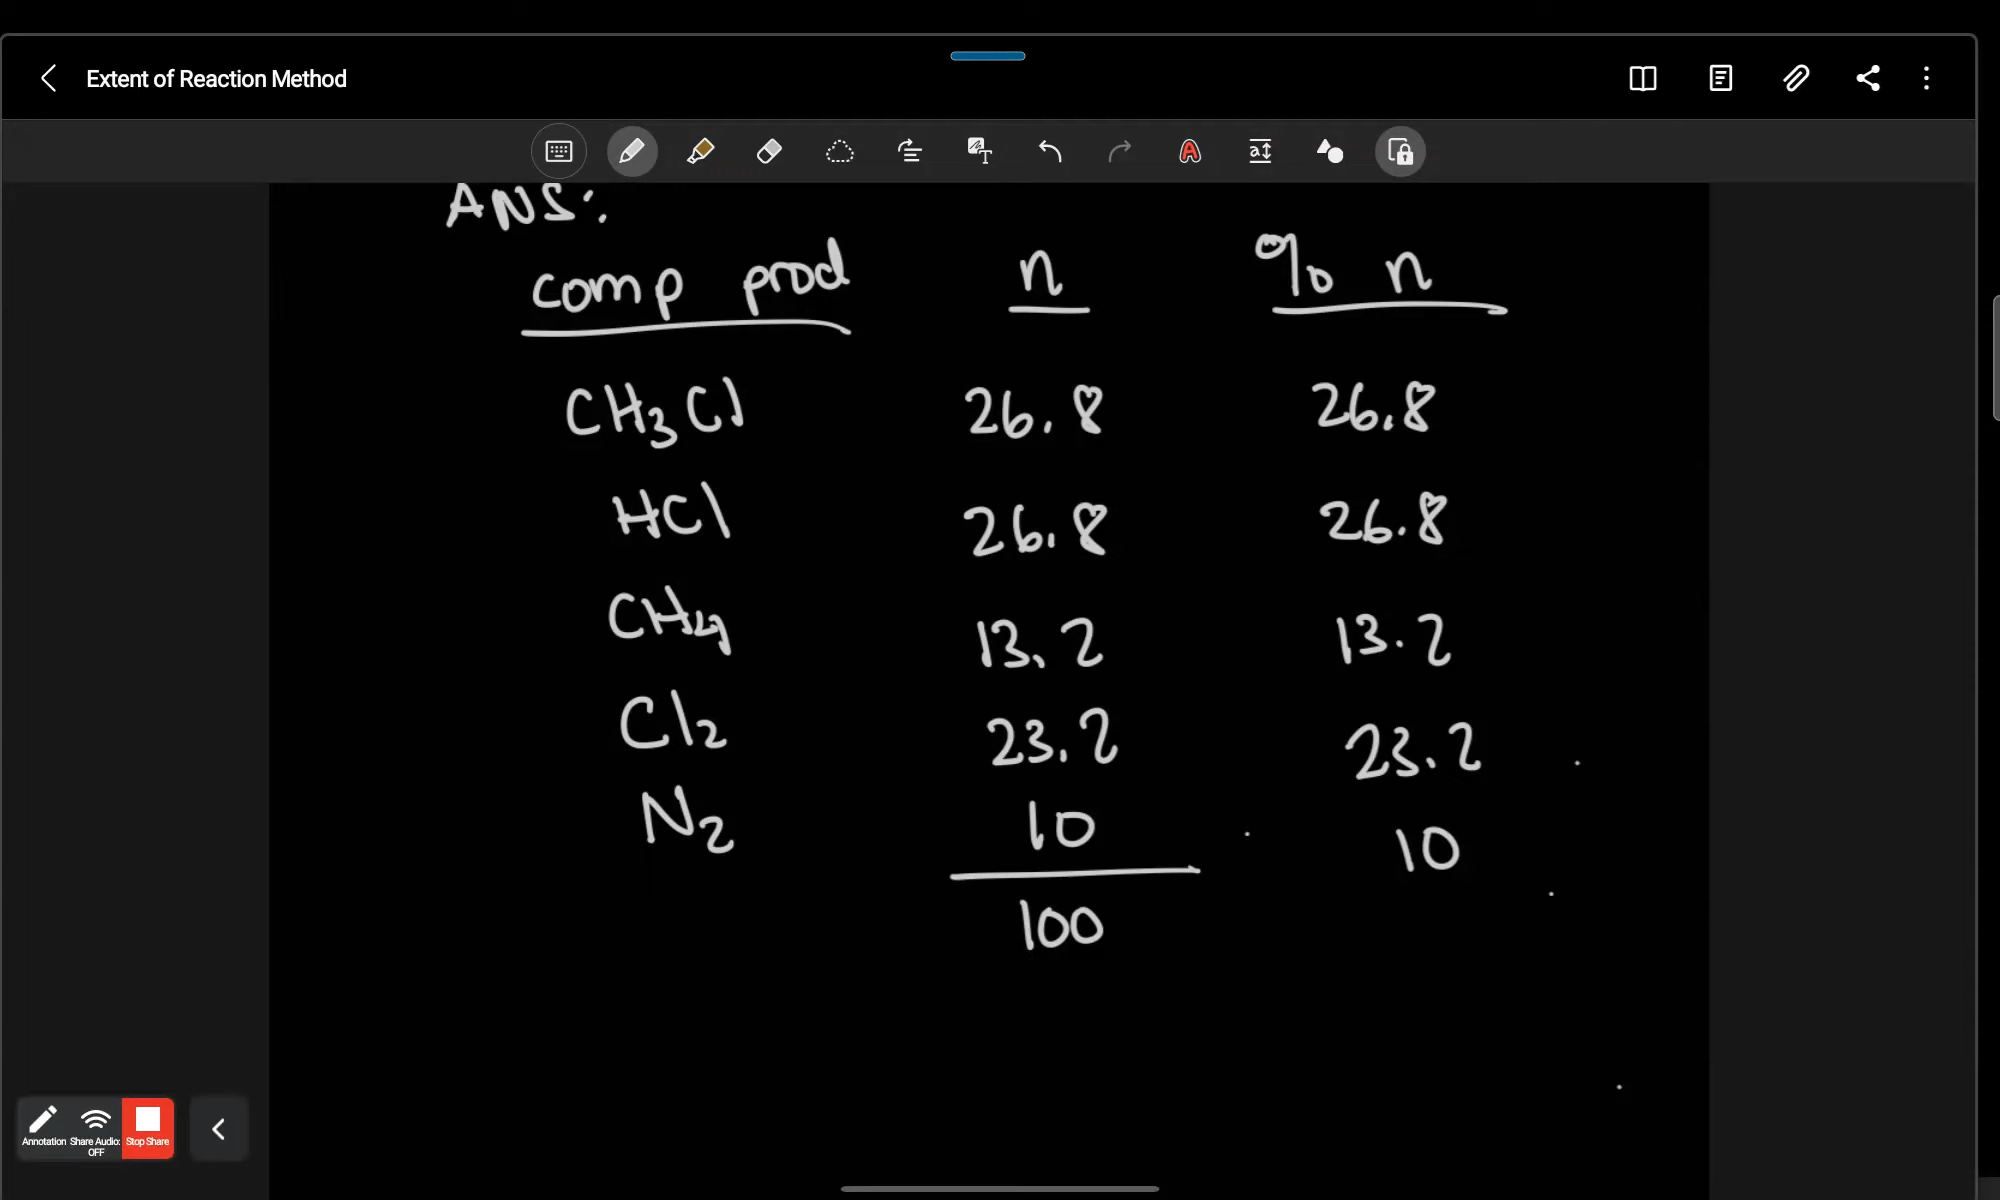 Extent of Reaction Method
ANS:
comp prod n % n
CH3Cl 26.8 26.8
HCl 26.8 26.8
CH4 13.2 13.2
Cl2 23.2 23.2
N2 10 10
100
Annotation Share Audio: OFF Stop Share